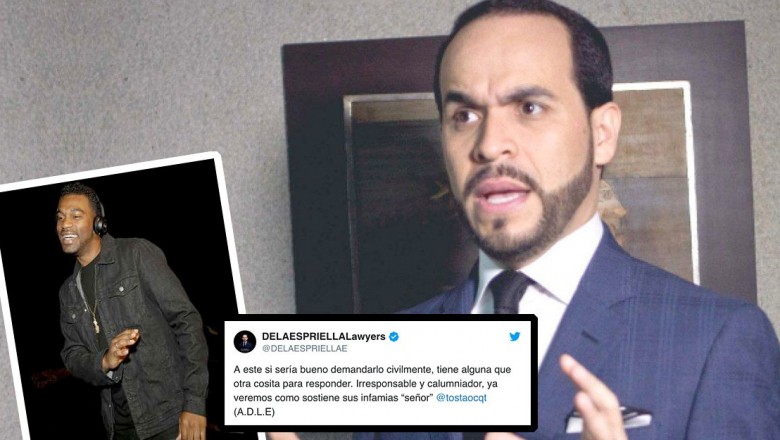 DELAESPRIELLALawyers
@DELAESPRIELLAE
A este si sería bueno demandarlo civilmente, tiene alguna que
otra cosita para responder. Irresponsable y calumniador, ya
veremos como sostiene sus infamias “señor” @tostaocqt
(A.D.L.E)